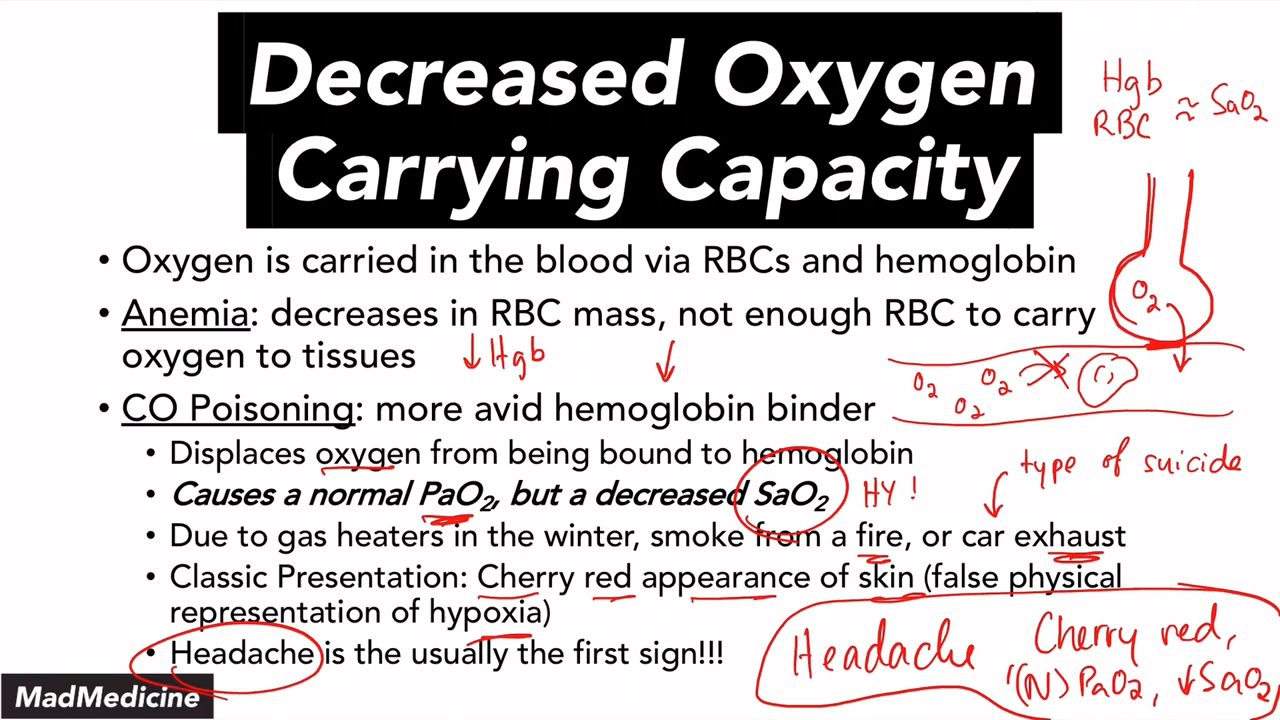 Decreased Oxygen
Carrying Capacity
Hgb
RBC ≈ SaO2
• Oxygen is carried in the blood via RBCs and hemoglobin
• Anemia: decreases in RBC mass, not enough RBC to carry
oxygen to tissues
↓ Hgb
O2
O2 O2
O2
• CO Poisoning: more avid hemoglobin binder
• Displaces oxygen from being bound to hemoglobin
type of suicide
• Causes a normal PaO2, but a decreased SaO2
HY !
• Due to gas heaters in the winter, smoke from a fire, or car exhaust
• Classic Presentation: Cherry red appearance of skin (false physical
representation of hypoxia)
• Headache is the usually the first sign!!!
Headache
Cherry red,
(N) PaO2, ↓SaO2
MadMedicine